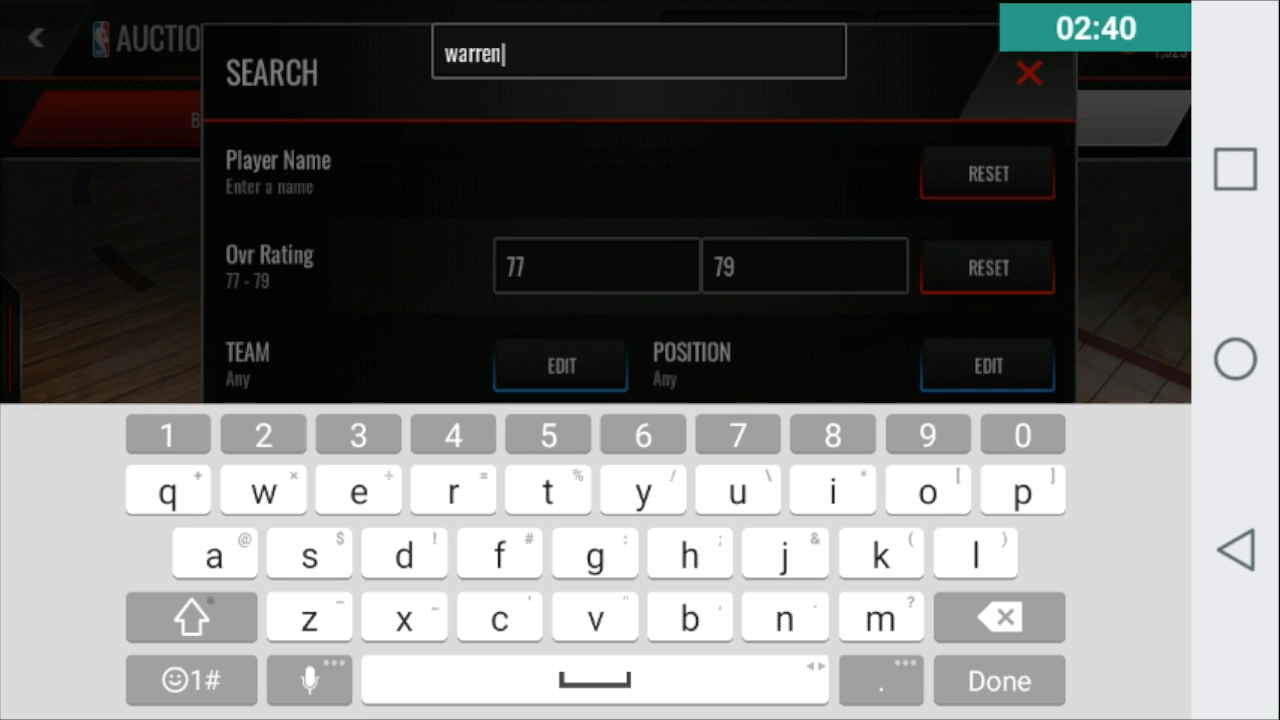 02:40
AUCTIO
warren
SEARCH
B
Player Name
Enter a name
RESET
Ovr Rating
77 - 79
77
79
RESET
TEAM
Any
EDIT
POSITION
Any
EDIT
1 2 3 4 5 6 7 8 9 0
q + w × e ÷ r = t % y / u \ i * o [ p ]
a @ s $ d ! f # g : h ; j & k ( l )
z − x _ c ' v " b , n . m ?
1# . Done